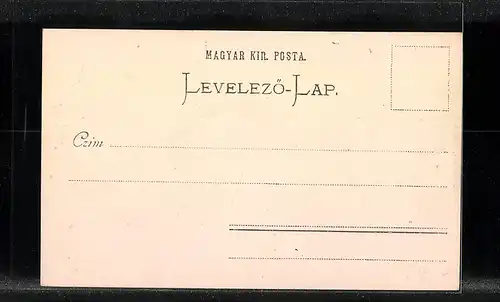 MAGYAR KIR. POSTA.
LEVELEZŐ-LAP.
Czim